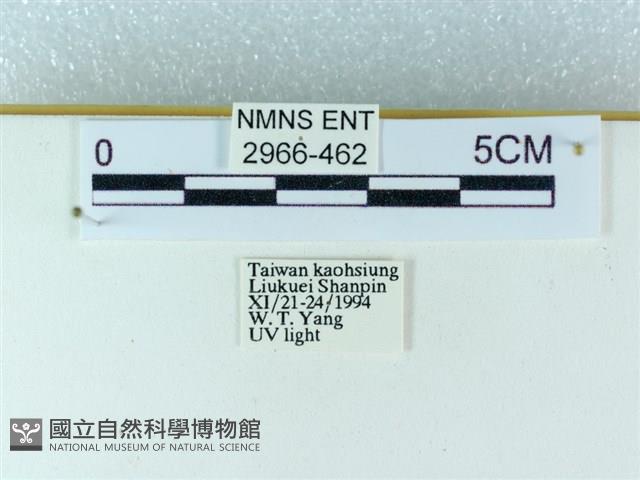 NMNS ENT
2966-462
0 5CM
Taiwan kaohsiung
Liukuei Shanpin
XI/21-24/1994
W. T. Yang
UV light
國立自然科學博物館
NATIONAL MUSEUM OF NATURAL SCIENCE